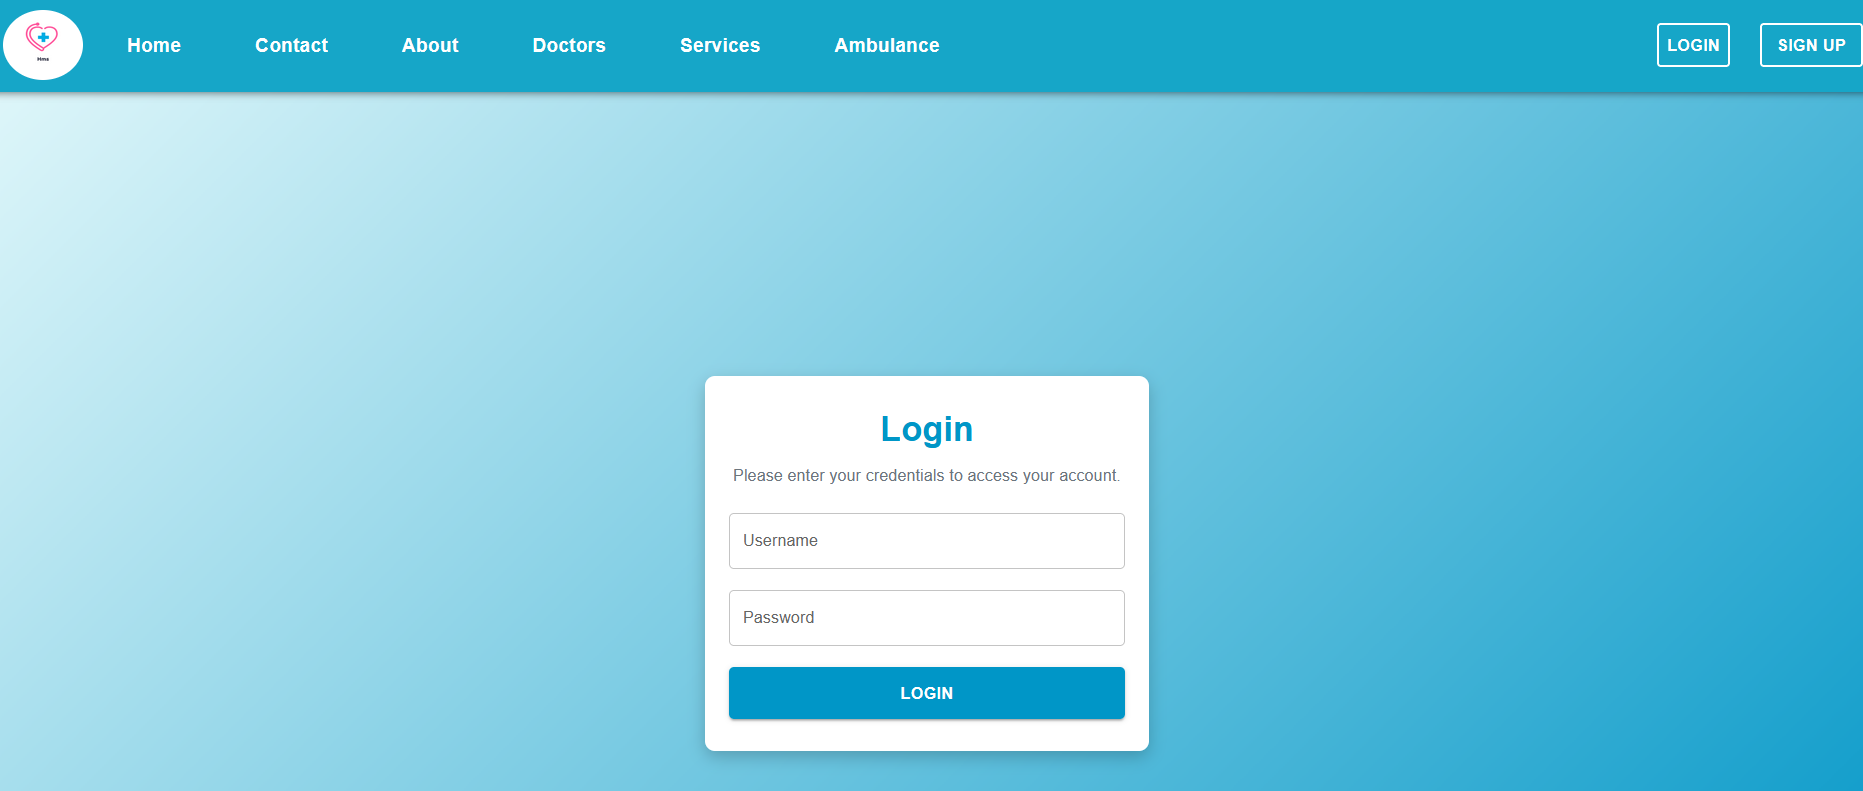 Hms
Home
Contact
About
Doctors
Services
Ambulance
LOGIN
SIGN UP
Login
Please enter your credentials to access your account.
Username
Password
LOGIN